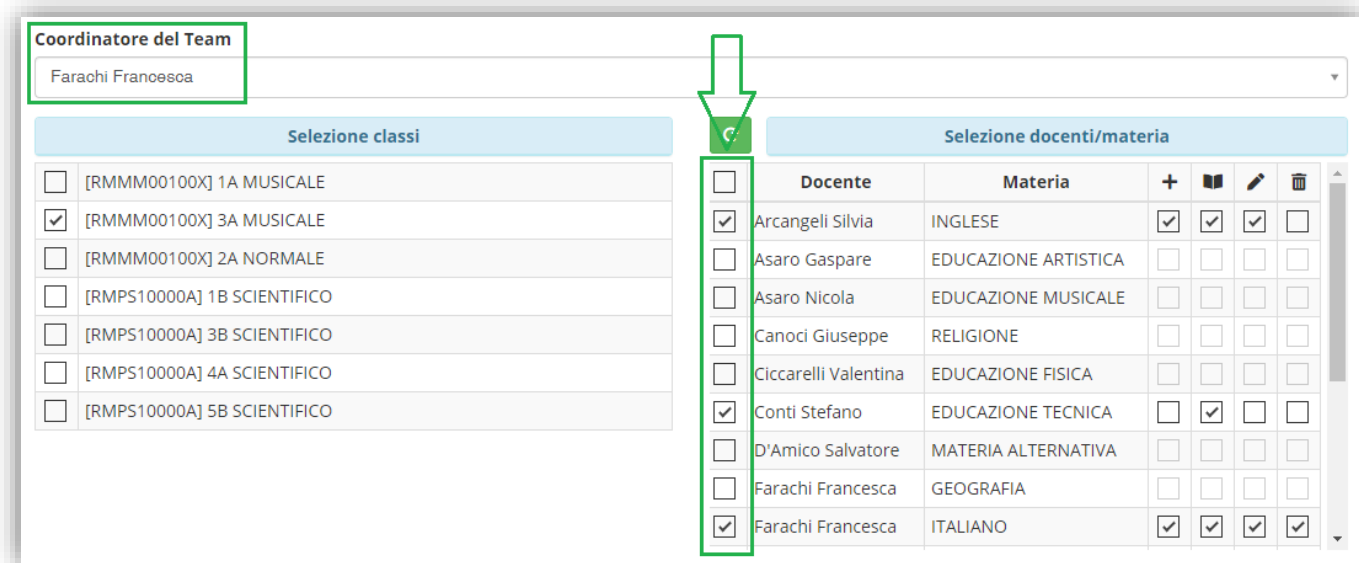 Coordinatore del Team
Farachi Francesca
Selezione classi
[RMMM00100X] 1A MUSICALE
[RMMM00100X] 3A MUSICALE
[RMMM00100X] 2A NORMALE
[RMPS10000A] 1B SCIENTIFICO
[RMPS10000A] 3B SCIENTIFICO
[RMPS10000A] 4A SCIENTIFICO
[RMPS10000A] 5B SCIENTIFICO
Selezione docenti/materia
Docente Materia
Arcangeli Silvia INGLESE
Asaro Gaspare EDUCAZIONE ARTISTICA
Asaro Nicola EDUCAZIONE MUSICALE
Canoci Giuseppe RELIGIONE
Ciccarelli Valentina EDUCAZIONE FISICA
Conti Stefano EDUCAZIONE TECNICA
D'Amico Salvatore MATERIA ALTERNATIVA
Farachi Francesca GEOGRAFIA
Farachi Francesca ITALIANO